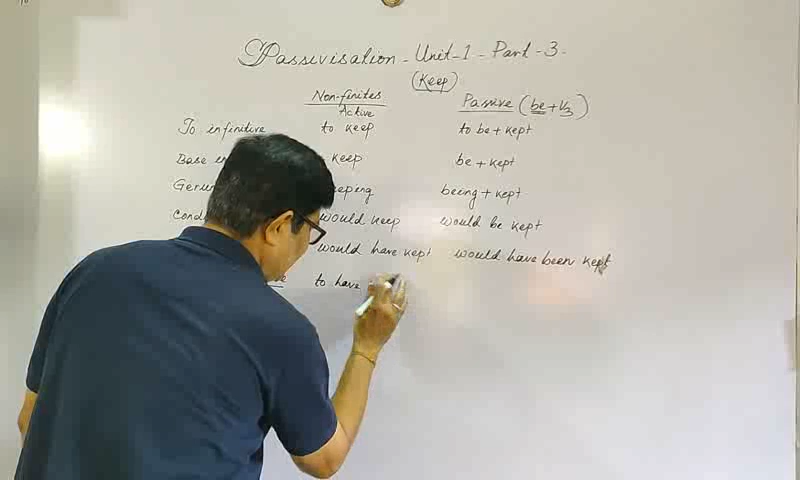 Passivisation - Unit-1 - Part-3-
(Keep)
Non-finites Passive (be+V3)
Active
To infinitive to keep to be + kept
Base keep be + kept
being + kept
would keep would be kept
would have kept would have been kept
to have